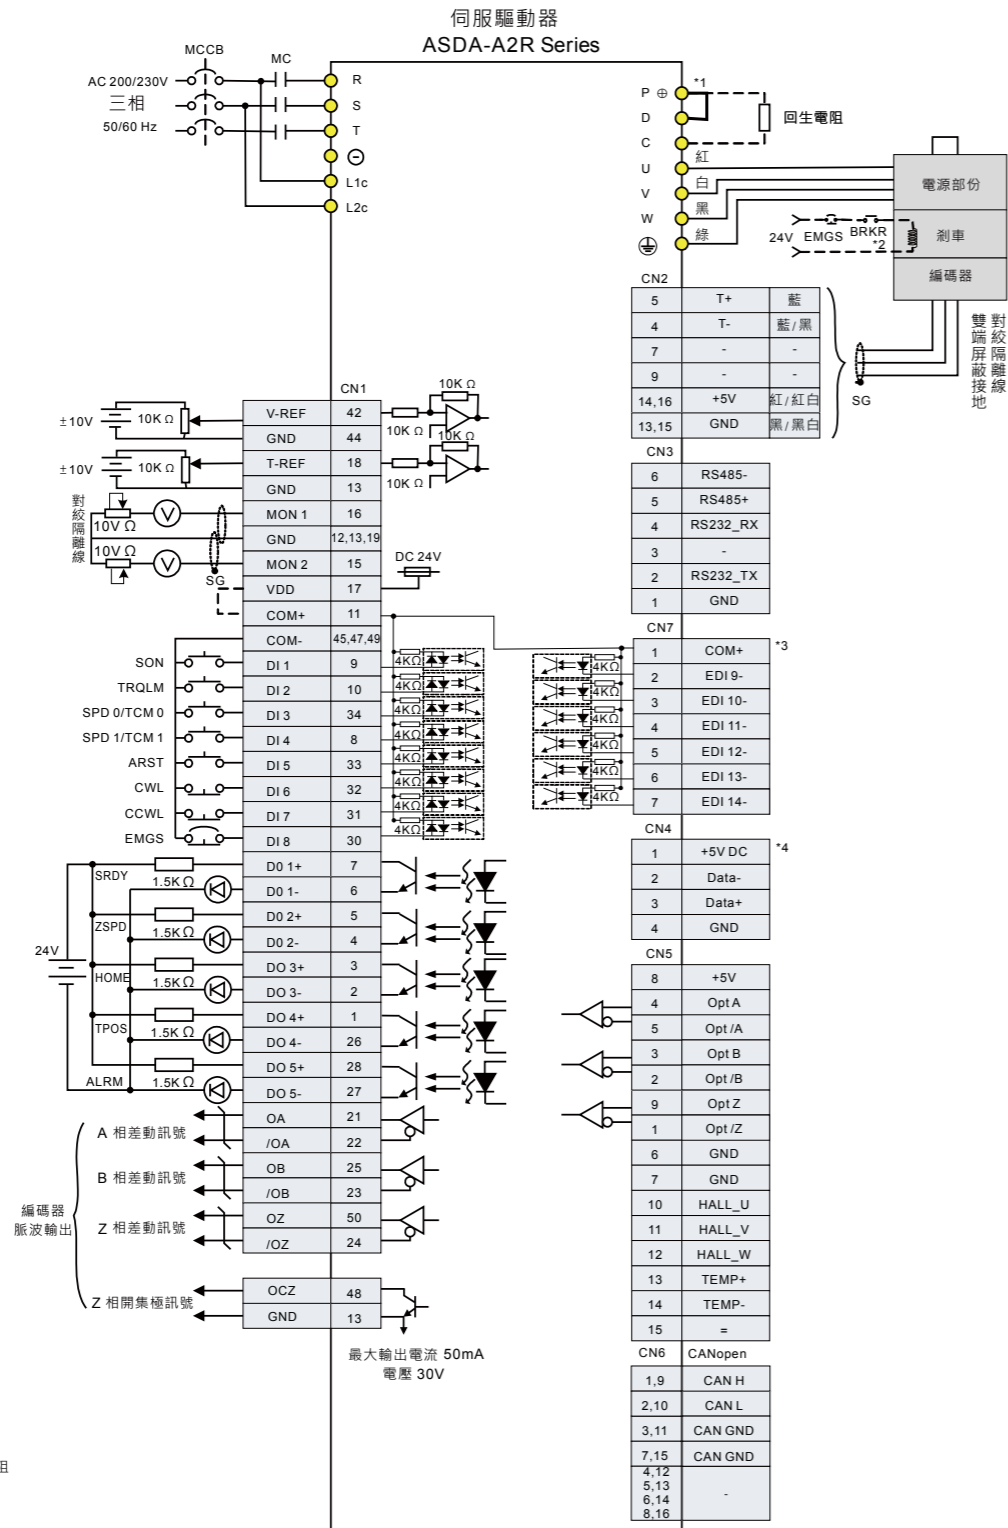 伺服驅動器
ASDA-A2R Series
MCCB
MC
AC 200/230V
三相
50/60 Hz
R
S
T
L1c
L2c
P ⊕
*1
D
C
回生電阻
U 紅
V 白
W 黑
綠
電源部份
24V EMGS BRKR
*2
剎車
編碼器
對絞隔離線
雙端屏蔽接地
SG
CN2
5 T+ 藍
4 T- 藍/黑
7 - -
9 - -
14,16 +5V 紅/紅白
13,15 GND 黑/黑白
CN3
6 RS485-
5 RS485+
4 RS232_RX
3 -
2 RS232_TX
1 GND
CN7
1 COM+ *3
2 EDI 9-
3 EDI 10-
4 EDI 11-
5 EDI 12-
6 EDI 13-
7 EDI 14-
4KΩ
4KΩ
4KΩ
4KΩ
4KΩ
4KΩ
CN4
1 +5V DC *4
2 Data-
3 Data+
4 GND
CN5
8 +5V
4 Opt A
5 Opt /A
3 Opt B
2 Opt /B
9 Opt Z
1 Opt /Z
6 GND
7 GND
10 HALL_U
11 HALL_V
12 HALL_W
13 TEMP+
14 TEMP-
15 =
CN6 CANopen
1,9 CAN H
2,10 CAN L
3,11 CAN GND
7,15 CAN GND
4,12
5,13
6,14
8,16
-
CN1
V-REF 42
GND 44
T-REF 18
GND 13
MON 1 16
GND 12,13,19
MON 2 15
VDD 17
COM+ 11
COM- 45,47,49
±10V 10K Ω
±10V 10K Ω
10K Ω
10K Ω
10K Ω
10K Ω
對絞隔離線
10V Ω V
10V Ω V
SG
DC 24V
SON DI 1 9
TRQLM DI 2 10
SPD 0/TCM 0 DI 3 34
SPD 1/TCM 1 DI 4 8
ARST DI 5 33
CWL DI 6 32
CCWL DI 7 31
EMGS DI 8 30
4KΩ
4KΩ
4KΩ
4KΩ
4KΩ
4KΩ
4KΩ
4KΩ
24V
SRDY 1.5K Ω
D0 1+ 7
D0 1- 6
ZSPD 1.5K Ω
D0 2+ 5
D0 2- 4
HOME 1.5K Ω
DO 3+ 3
DO 3- 2
TPOS 1.5K Ω
DO 4+ 1
DO 4- 26
ALRM 1.5K Ω
DO 5+ 28
DO 5- 27
編碼器
脈波輸出
A 相差動訊號
OA 21
/OA 22
B 相差動訊號
OB 25
/OB 23
Z 相差動訊號
OZ 50
/OZ 24
Z 相開集極訊號
OCZ 48
GND 13
最大輸出電流 50mA
電壓 30V
阻